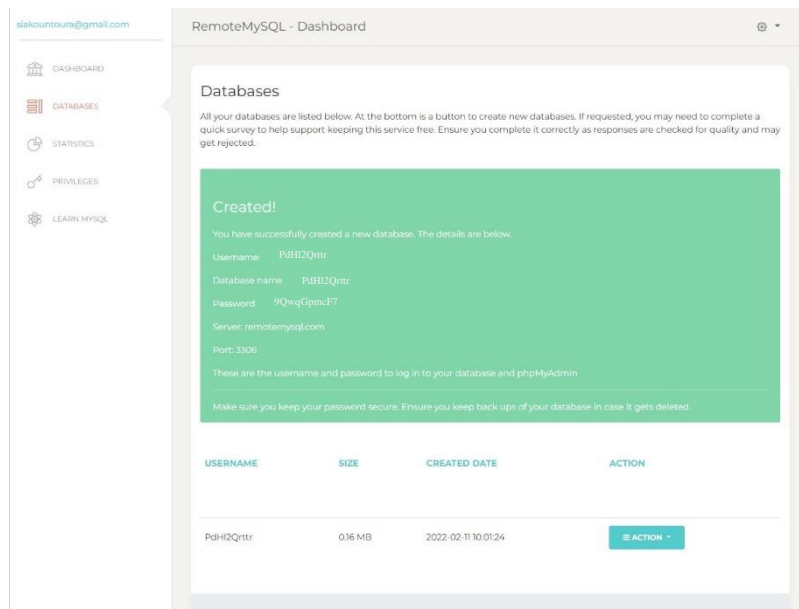 siakountoura@gmail.com
RemoteMySQL - Dashboard
DASHBOARD
DATABASES
STATISTICS
PRIVILEGES
LEARN MYSQL
Databases
All your databases are listed below. At the bottom is a button to create new databases. If requested, you may need to complete a
quick survey to help support keeping this service free. Ensure you complete it correctly as responses are checked for quality and may
get rejected.
Created!
You have successfully created a new database. The details are below.
Username: PdHl2Qrttr
Database name PdHl2Qrttr
Password 9QwqGpmcF7
Server: remotemysql.com
Port: 3306
These are the username and password to log in to your database and phpMyAdmin
Make sure you keep your password secure. Ensure you keep back ups of your database in case it gets deleted.
USERNAME SIZE CREATED DATE ACTION
PdHl2Qrttr 0.16 MB 2022-02-11 10:01:24 ACTION